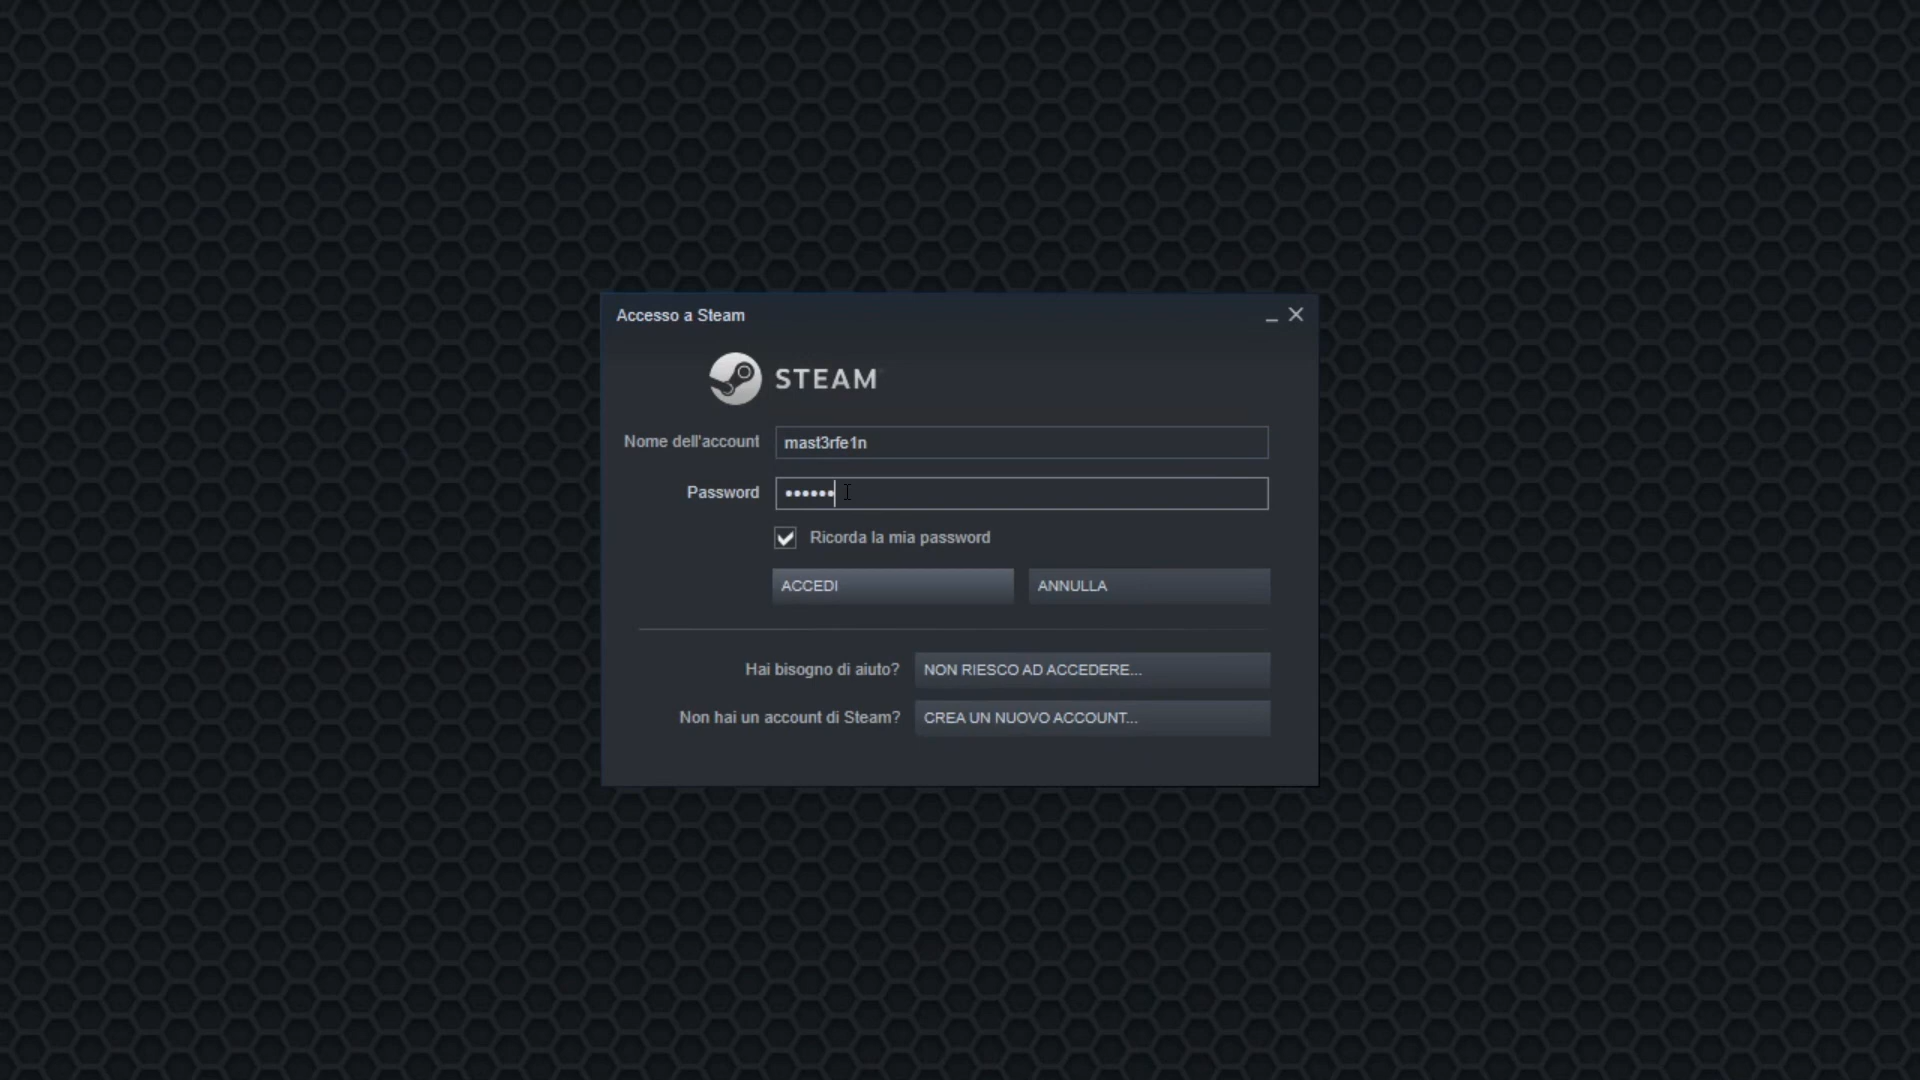 Accesso a Steam
STEAM
Nome dell'account mast3rfe1n
Password ••••••
Ricorda la mia password
ACCEDI ANNULLA
Hai bisogno di aiuto? NON RIESCO AD ACCEDERE...
Non hai un account di Steam? CREA UN NUOVO ACCOUNT...